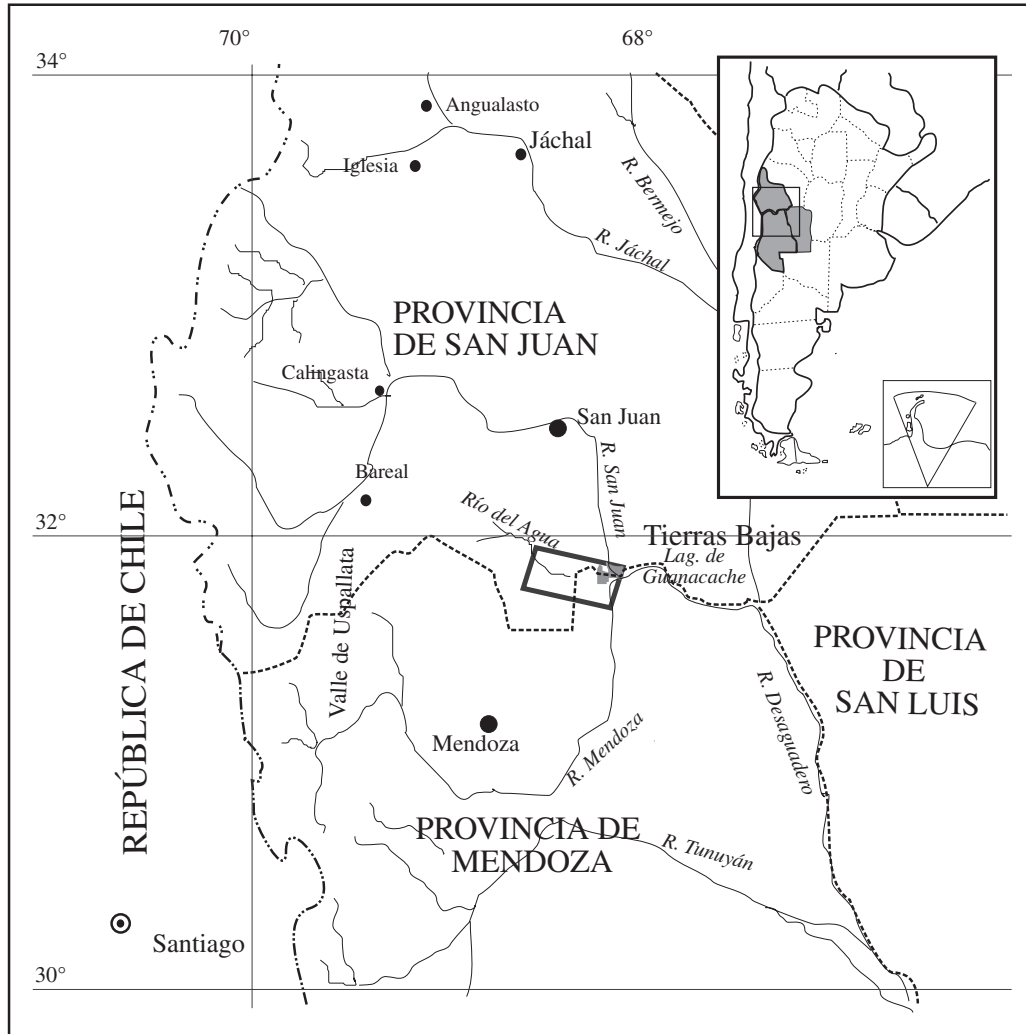 70°
68°
34°
Angualasto
Jáchal
Iglesia
R. Bermejo
R. Jáchal
PROVINCIA
DE SAN JUAN
Calingasta
San Juan
Bareal
R. San Juan
Río del Agua
32°
Tierras Bajas
Lag. de
Guanacache
REPÚBLICA DE CHILE
Valle de Uspallata
PROVINCIA
DE
SAN LUIS
R. Desaguadero
Mendoza
R. Mendoza
PROVINCIA DE
MENDOZA
R. Tunuyán
Santiago
30°